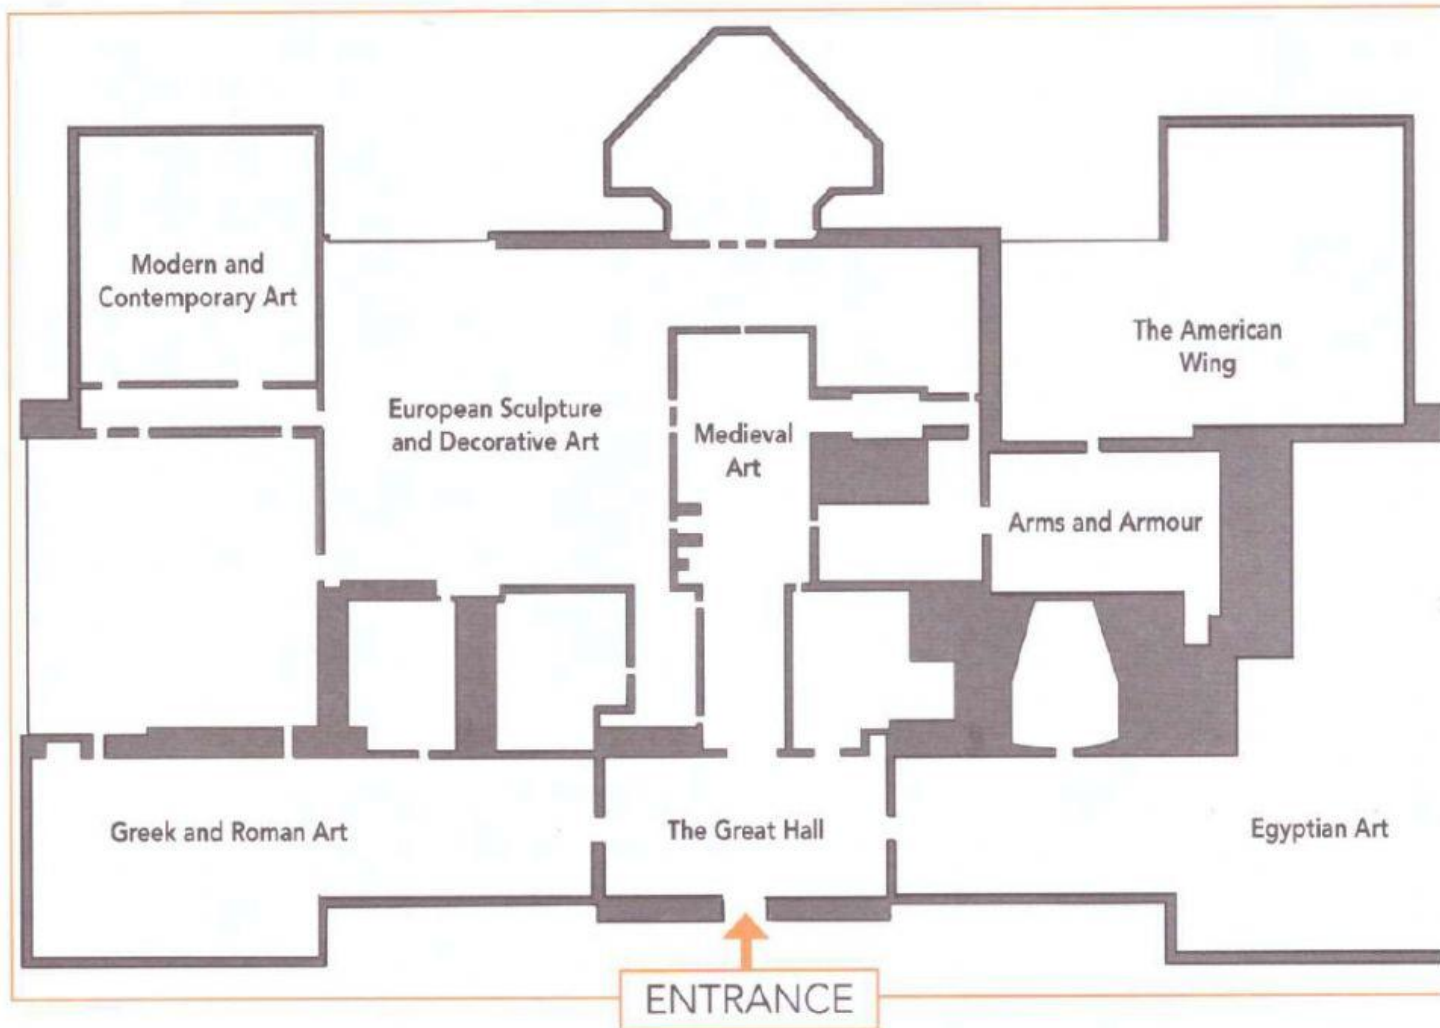 Modern and
Contemporary Art
The American
Wing
European Sculpture
and Decorative Art
Medieval
Art
Arms and Armour
Greek and Roman Art
The Great Hall
Egyptian Art
ENTRANCE